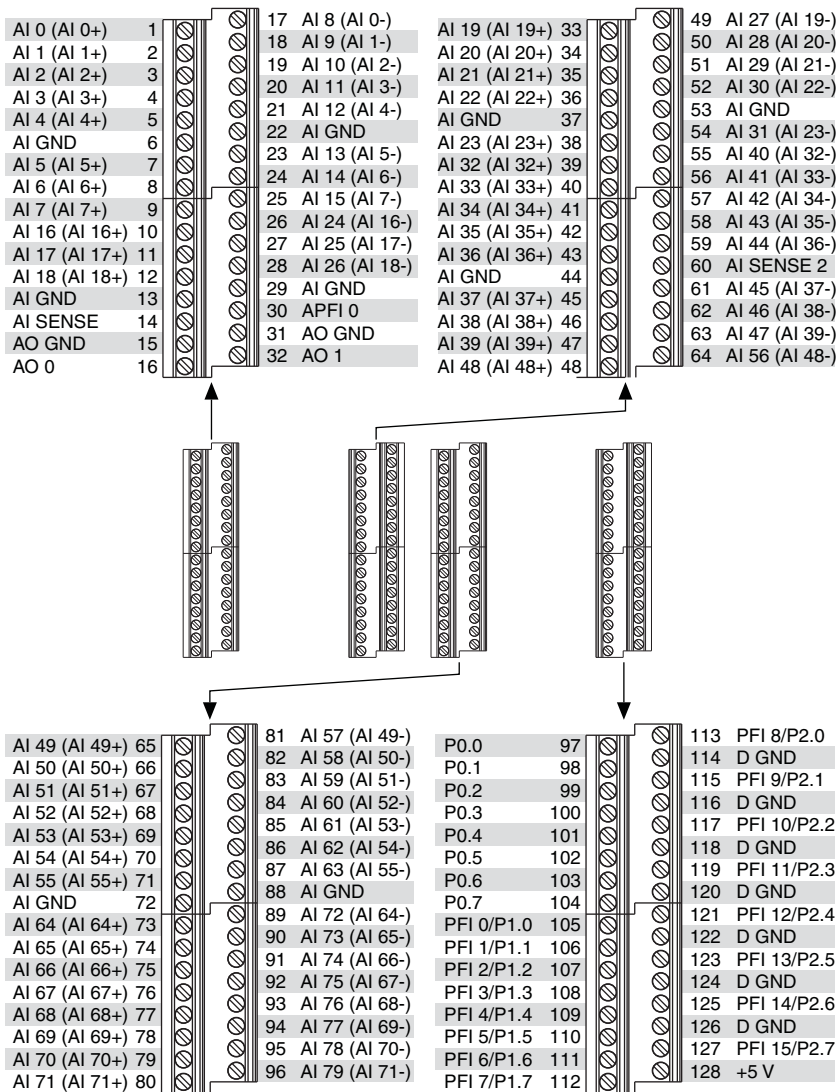 AI 0 (AI 0+) 1
AI 1 (AI 1+) 2
AI 2 (AI 2+) 3
AI 3 (AI 3+) 4
AI 4 (AI 4+) 5
AI GND 6
AI 5 (AI 5+) 7
AI 6 (AI 6+) 8
AI 7 (AI 7+) 9
AI 16 (AI 16+) 10
AI 17 (AI 17+) 11
AI 18 (AI 18+) 12
AI GND 13
AI SENSE 14
AO GND 15
AO 0 16
17 AI 8 (AI 0-)
18 AI 9 (AI 1-)
19 AI 10 (AI 2-)
20 AI 11 (AI 3-)
21 AI 12 (AI 4-)
22 AI GND
23 AI 13 (AI 5-)
24 AI 14 (AI 6-)
25 AI 15 (AI 7-)
26 AI 24 (AI 16-)
27 AI 25 (AI 17-)
28 AI 26 (AI 18-)
29 AI GND
30 APFI 0
31 AO GND
32 AO 1
AI 19 (AI 19+) 33
AI 20 (AI 20+) 34
AI 21 (AI 21+) 35
AI 22 (AI 22+) 36
AI GND 37
AI 23 (AI 23+) 38
AI 32 (AI 32+) 39
AI 33 (AI 33+) 40
AI 34 (AI 34+) 41
AI 35 (AI 35+) 42
AI 36 (AI 36+) 43
AI GND 44
AI 37 (AI 37+) 45
AI 38 (AI 38+) 46
AI 39 (AI 39+) 47
AI 48 (AI 48+) 48
49 AI 27 (AI 19-)
50 AI 28 (AI 20-)
51 AI 29 (AI 21-)
52 AI 30 (AI 22-)
53 AI GND
54 AI 31 (AI 23-)
55 AI 40 (AI 32-)
56 AI 41 (AI 33-)
57 AI 42 (AI 34-)
58 AI 43 (AI 35-)
59 AI 44 (AI 36-)
60 AI SENSE 2
61 AI 45 (AI 37-)
62 AI 46 (AI 38-)
63 AI 47 (AI 39-)
64 AI 56 (AI 48-)
AI 49 (AI 49+) 65
AI 50 (AI 50+) 66
AI 51 (AI 51+) 67
AI 52 (AI 52+) 68
AI 53 (AI 53+) 69
AI 54 (AI 54+) 70
AI 55 (AI 55+) 71
AI GND 72
AI 64 (AI 64+) 73
AI 65 (AI 65+) 74
AI 66 (AI 66+) 75
AI 67 (AI 67+) 76
AI 68 (AI 68+) 77
AI 69 (AI 69+) 78
AI 70 (AI 70+) 79
AI 71 (AI 71+) 80
81 AI 57 (AI 49-)
82 AI 58 (AI 50-)
83 AI 59 (AI 51-)
84 AI 60 (AI 52-)
85 AI 61 (AI 53-)
86 AI 62 (AI 54-)
87 AI 63 (AI 55-)
88 AI GND
89 AI 72 (AI 64-)
90 AI 73 (AI 65-)
91 AI 74 (AI 66-)
92 AI 75 (AI 67-)
93 AI 76 (AI 68-)
94 AI 77 (AI 69-)
95 AI 78 (AI 70-)
96 AI 79 (AI 71-)
P0.0 97
P0.1 98
P0.2 99
P0.3 100
P0.4 101
P0.5 102
P0.6 103
P0.7 104
PFI 0/P1.0 105
PFI 1/P1.1 106
PFI 2/P1.2 107
PFI 3/P1.3 108
PFI 4/P1.4 109
PFI 5/P1.5 110
PFI 6/P1.6 111
PFI 7/P1.7 112
113 PFI 8/P2.0
114 D GND
115 PFI 9/P2.1
116 D GND
117 PFI 10/P2.2
118 D GND
119 PFI 11/P2.3
120 D GND
121 PFI 12/P2.4
122 D GND
123 PFI 13/P2.5
124 D GND
125 PFI 14/P2.6
126 D GND
127 PFI 15/P2.7
128 +5 V